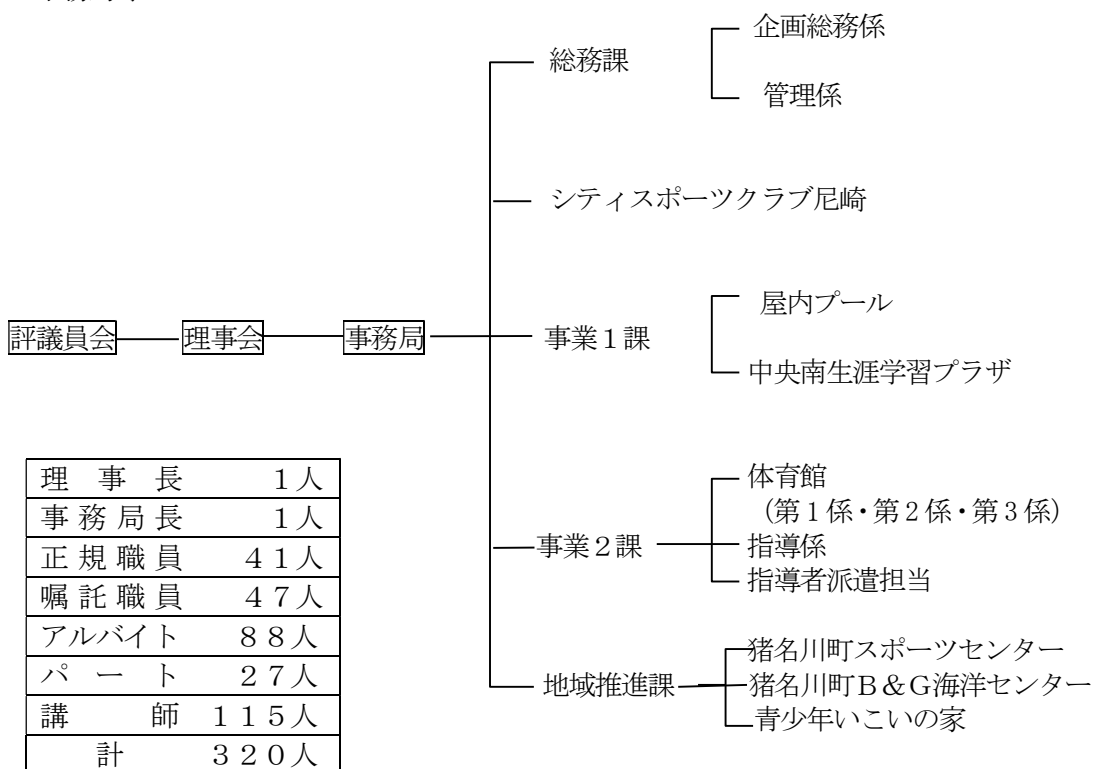 企画総務係
総務課
管理係
シティスポーツクラブ尼崎
屋内プール
評議員会 理事会 事務局 事業１課
中央南生涯学習プラザ
体育館
（第１係・第２係・第３係）
事業２課 指導係
指導者派遣担当
猪名川町スポーツセンター
地域推進課 猪名川町Ｂ＆Ｇ海洋センター
青少年いこいの家
理事長 １人
事務局長 １人
正規職員 ４１人
嘱託職員 ４７人
アルバイト ８８人
パート ２７人
講師 １１５人
計 ３２０人